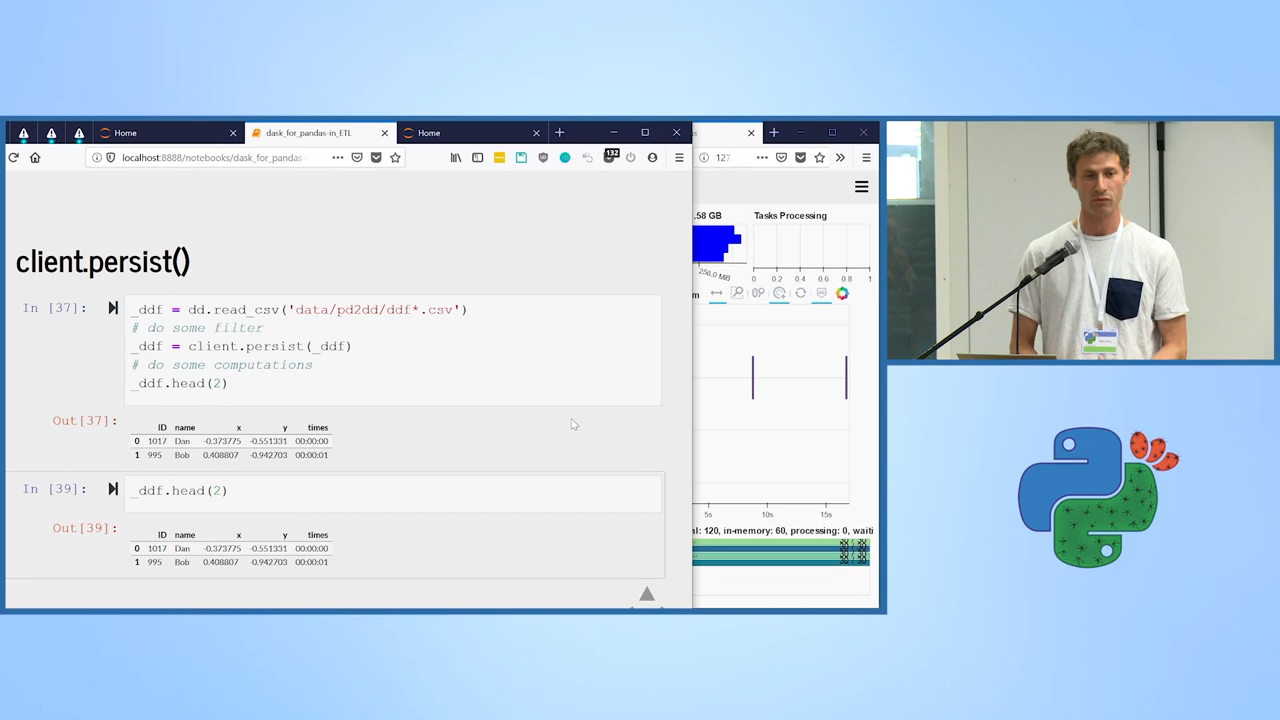 Home
dask_for_pandas-in_ETL
Home
localhost:8888/notebooks/dask_for_pandas
132
127
client.persist()
In [37]:
_ddf = dd.read_csv('data/pd2dd/ddf*.csv')
# do some filter
_ddf = client.persist(_ddf)
# do some computations
_ddf.head(2)
Out[37]:
ID name x y times
0 1017 Dan -0.373775 -0.551331 00:00:00
1 995 Bob 0.408807 -0.942703 00:00:01
In [39]:
_ddf.head(2)
Out[39]:
ID name x y times
0 1017 Dan -0.373775 -0.551331 00:00:00
1 995 Bob 0.408807 -0.942703 00:00:01
.58 GB
Tasks Processing
256.0 MiB
0 0.2 0.4 0.6 0.8 1
m
5s 10s 15s
al: 120, in-memory: 60, processing: 0, waiti